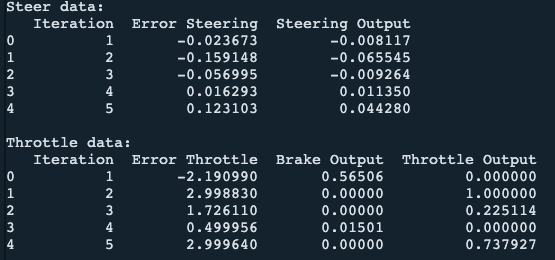 Steer data:
Iteration Error Steering Steering Output
0 1 -0.023673 -0.008117
1 2 -0.159148 -0.065545
2 3 -0.056995 -0.009264
3 4 0.016293 0.011350
4 5 0.123103 0.044280
Throttle data:
Iteration Error Throttle Brake Output Throttle Output
0 1 -2.190990 0.56506 0.000000
1 2 2.998830 0.00000 1.000000
2 3 1.726110 0.00000 0.225114
3 4 0.499956 0.01501 0.000000
4 5 2.999640 0.00000 0.737927